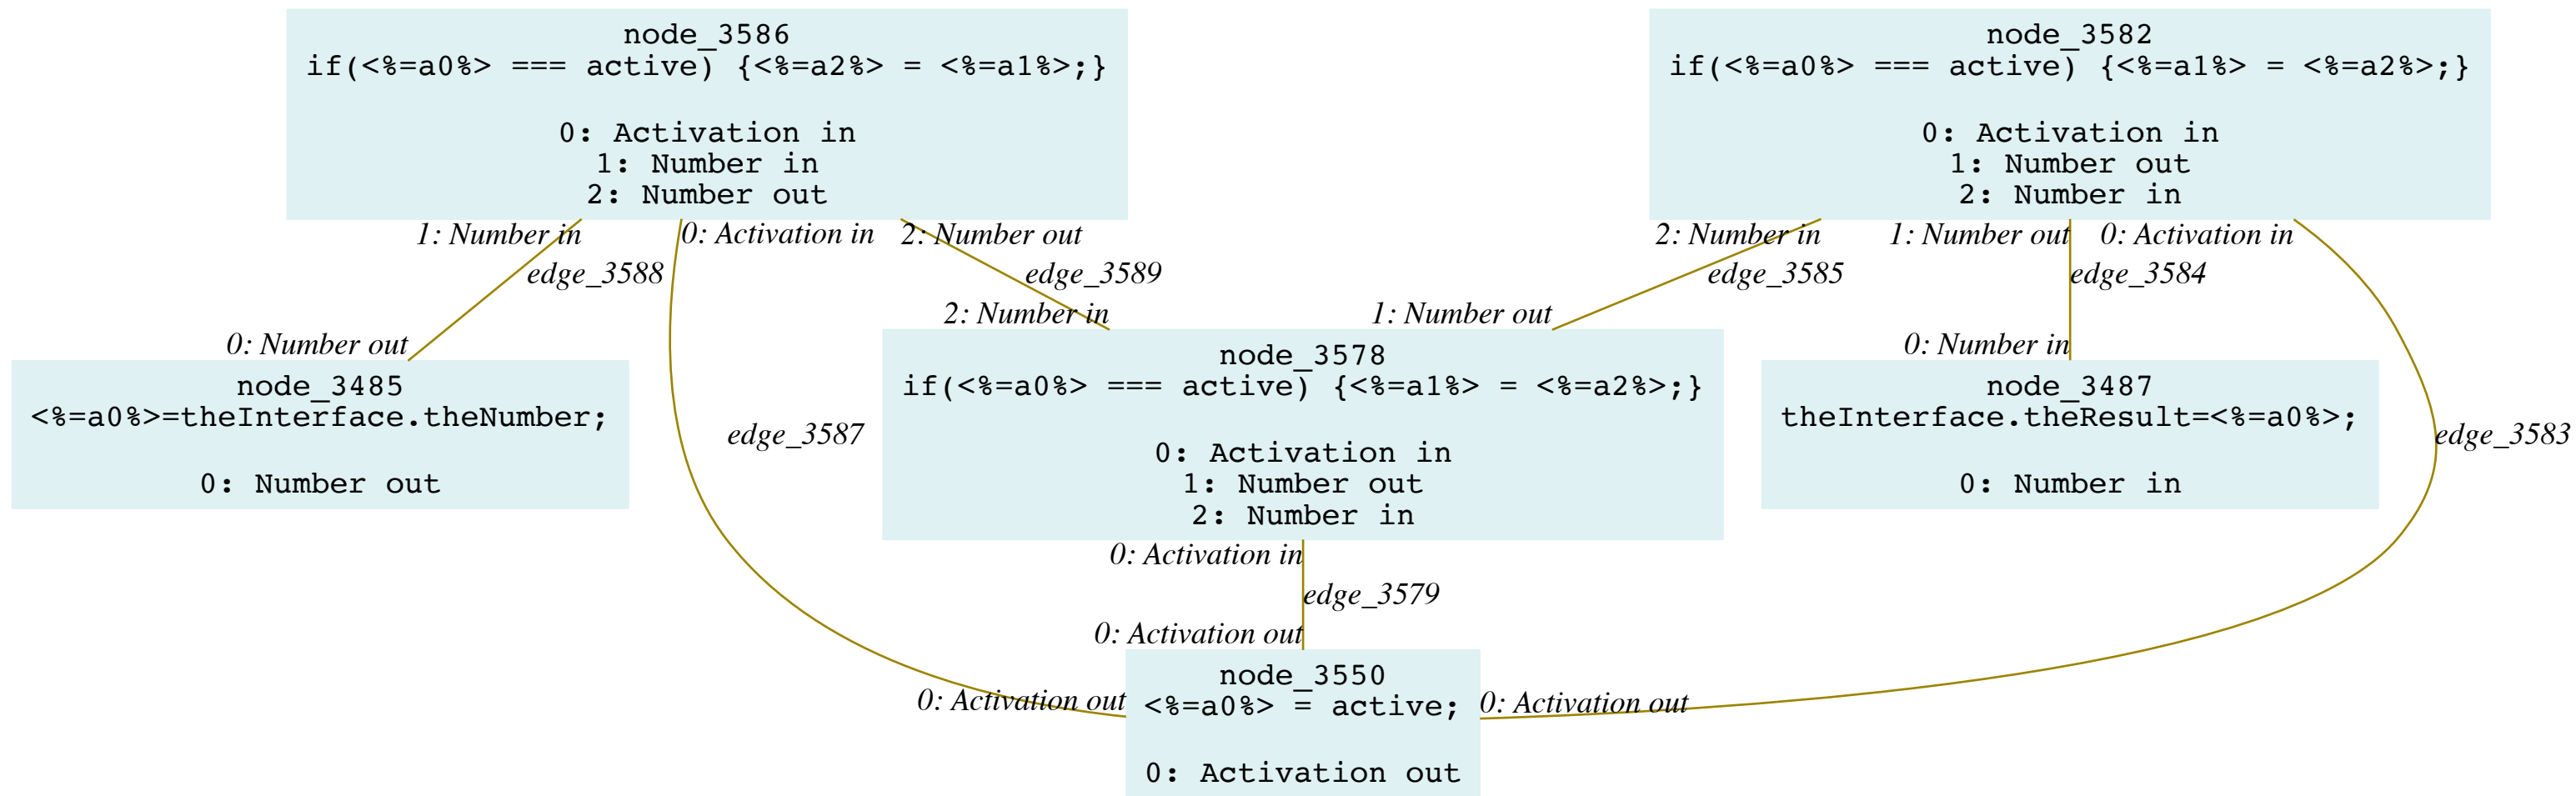 node_3586
if(<%=a0%> === active) {<%=a2%> = <%=a1%>;}
0: Activation in
1: Number in
2: Number out
node_3582
if(<%=a0%> === active) {<%=a1%> = <%=a2%>;}
0: Activation in
1: Number out
2: Number in
1: Number in
0: Activation in
2: Number out
2: Number in
1: Number out
0: Activation in
edge_3588
edge_3589
edge_3585
edge_3584
0: Number out
2: Number in
1: Number out
0: Number in
node_3485
<%=a0%>=theInterface.theNumber;
0: Number out
edge_3587
node_3578
if(<%=a0%> === active) {<%=a1%> = <%=a2%>;}
0: Activation in
1: Number out
2: Number in
node_3487
theInterface.theResult=<%=a0%>;
0: Number in
edge_3583
0: Activation in
edge_3579
0: Activation out
0: Activation out
node_3550
<%=a0%> = active;
0: Activation out
0: Activation out